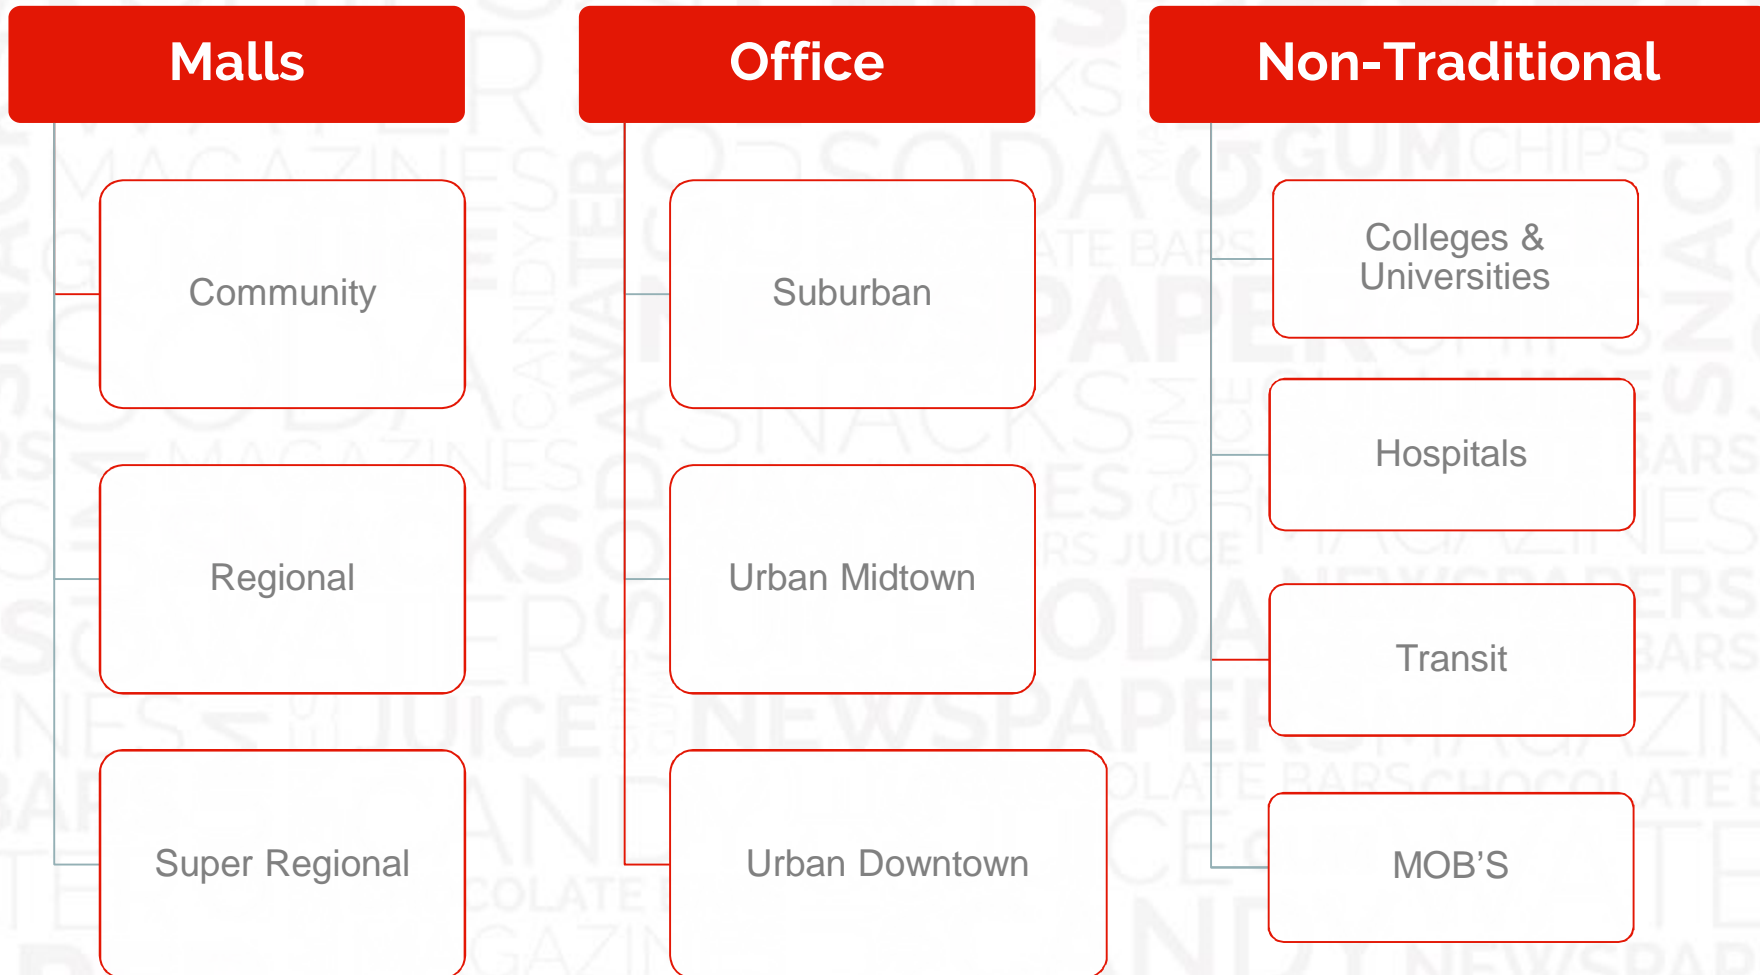 Malls
Community
Regional
Super Regional
Office
Suburban
Urban Midtown
Urban Downtown
Non-Traditional
Colleges &
Universities
Hospitals
Transit
MOB'S